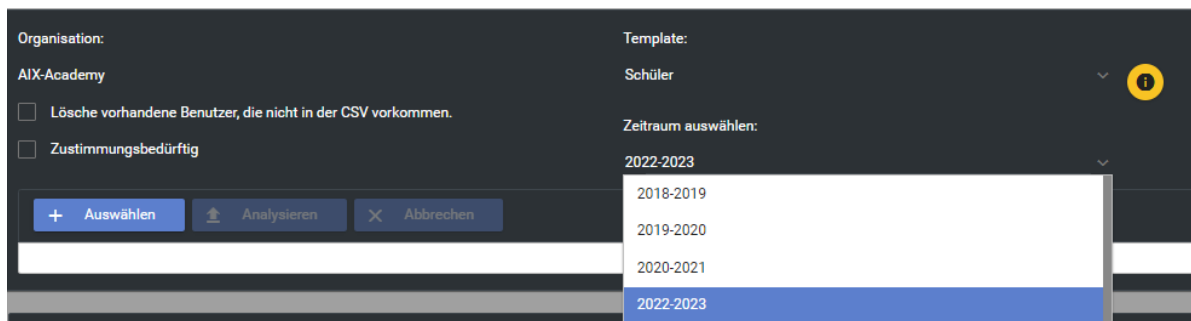 Organisation:
AIX-Academy
Lösche vorhandene Benutzer, die nicht in der CSV vorkommen.
Zustimmungsbedürftig
Template:
Schüler
Zeitraum auswählen:
2022-2023
2018-2019
2019-2020
2020-2021
2022-2023
+ Auswählen
Analysieren
Abbrechen